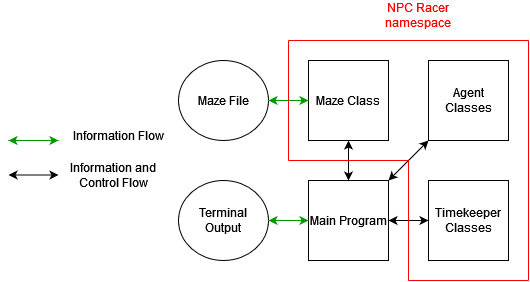 NPC Racer
namespace
Maze File
Maze Class
Agent
Classes
Information Flow
Information and
Control Flow
Terminal
Output
Main Program
Timekeeper
Classes